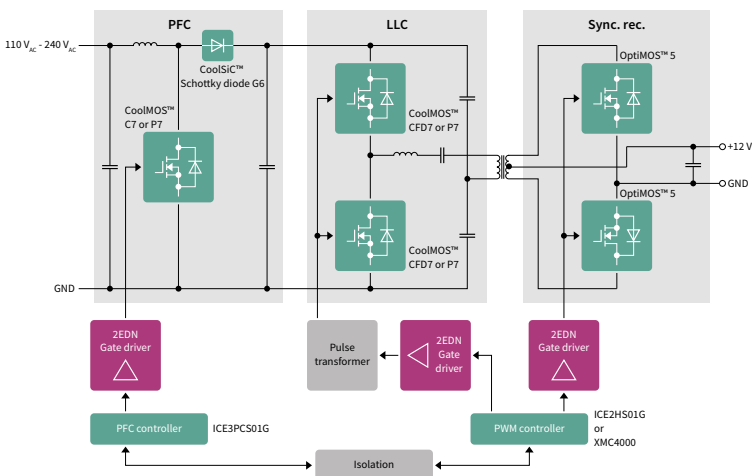 PFC
LLC
Sync. rec.
110 VAC - 240 VAC
CoolSiC™
Schottky diode G6
CoolMOS™
C7 or P7
CoolMOS™
CFD7 or P7
CoolMOS™
CFD7 or P7
OptiMOS™ 5
+12 V
GND
OptiMOS™ 5
GND
2EDN
Gate driver
Pulse
transformer
2EDN
Gate
driver
2EDN
Gate driver
PFC controller
ICE3PCS01G
PWM controller
ICE2HS01G
or
XMC4000
Isolation